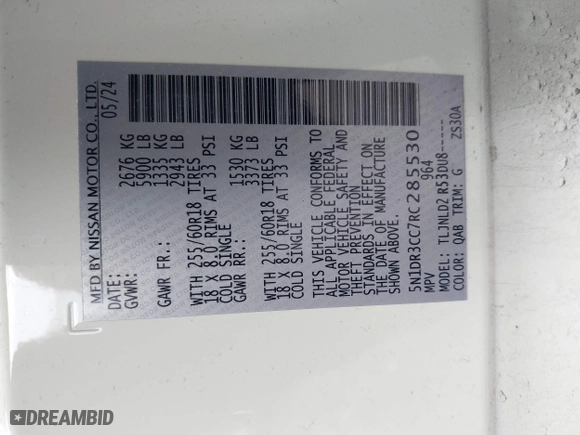 MFD BY NISSAN MOTOR CO., LTD.
DATE: 05/24
GVWR: 2676 KG
5900 LB
GAWR FR.: 1335 KG
2943 LB
WITH 255/60R18 TIRES
18 X 8.0 RIMS AT 33 PSI
COLD SINGLE
GAWR RR.: 1530 KG
3373 LB
WITH 255/60R18 TIRES
18 X 8.0 RIMS AT 33 PSI
COLD SINGLE
THIS VEHICLE CONFORMS TO
ALL APPLICABLE FEDERAL
MOTOR VEHICLE SAFETY AND
THEFT PREVENTION
STANDARDS IN EFFECT ON
THE DATE OF MANUFACTURE
SHOWN ABOVE.
5N1DR3CC7RC285530
MPV 964
MODEL: TLJNLD2 R53OU8-----
COLOR: QAB TRIM: G ZS30A
DREAMBID